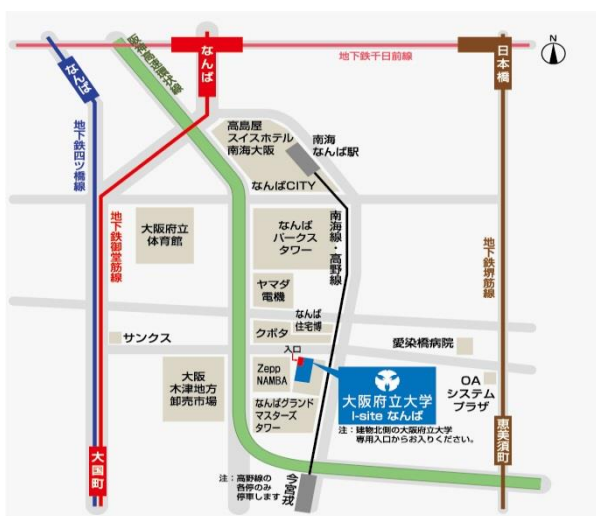 なんば
阪神高速環状線
なんば
地下鉄千日前線
日本橋
N
地下鉄四ツ橋線
高島屋
スイスホテル
南海大阪
南海
なんば駅
なんばCITY
地下鉄御堂筋線
大阪府立
体育館
なんば
パークス
タワー
南海線・高野線
地下鉄堺筋線
ヤマダ
電機
なんば
住宅博
クボタ
サンクス
入口
愛染橋病院
大阪
木津地方
卸売市場
Zepp
NAMBA
大阪府立大学
I-site なんば
OA
システム
プラザ
なんばグランド
マスターズ
タワー
注：建物北側の大阪府立大学
専用入口からお入りください。
恵美須町
大国町
注：高野線の
各停のみ
停車します
今宮戎